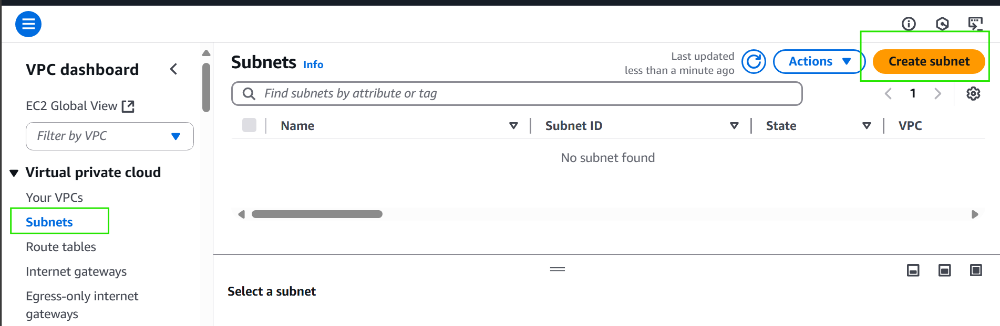 VPC dashboard
EC2 Global View
Filter by VPC
Virtual private cloud
Your VPCs
Subnets
Route tables
Internet gateways
Egress-only internet
gateways
Subnets Info
Last updated
less than a minute ago
Actions
Create subnet
Find subnets by attribute or tag
1
Name Subnet ID State VPC
No subnet found
Select a subnet